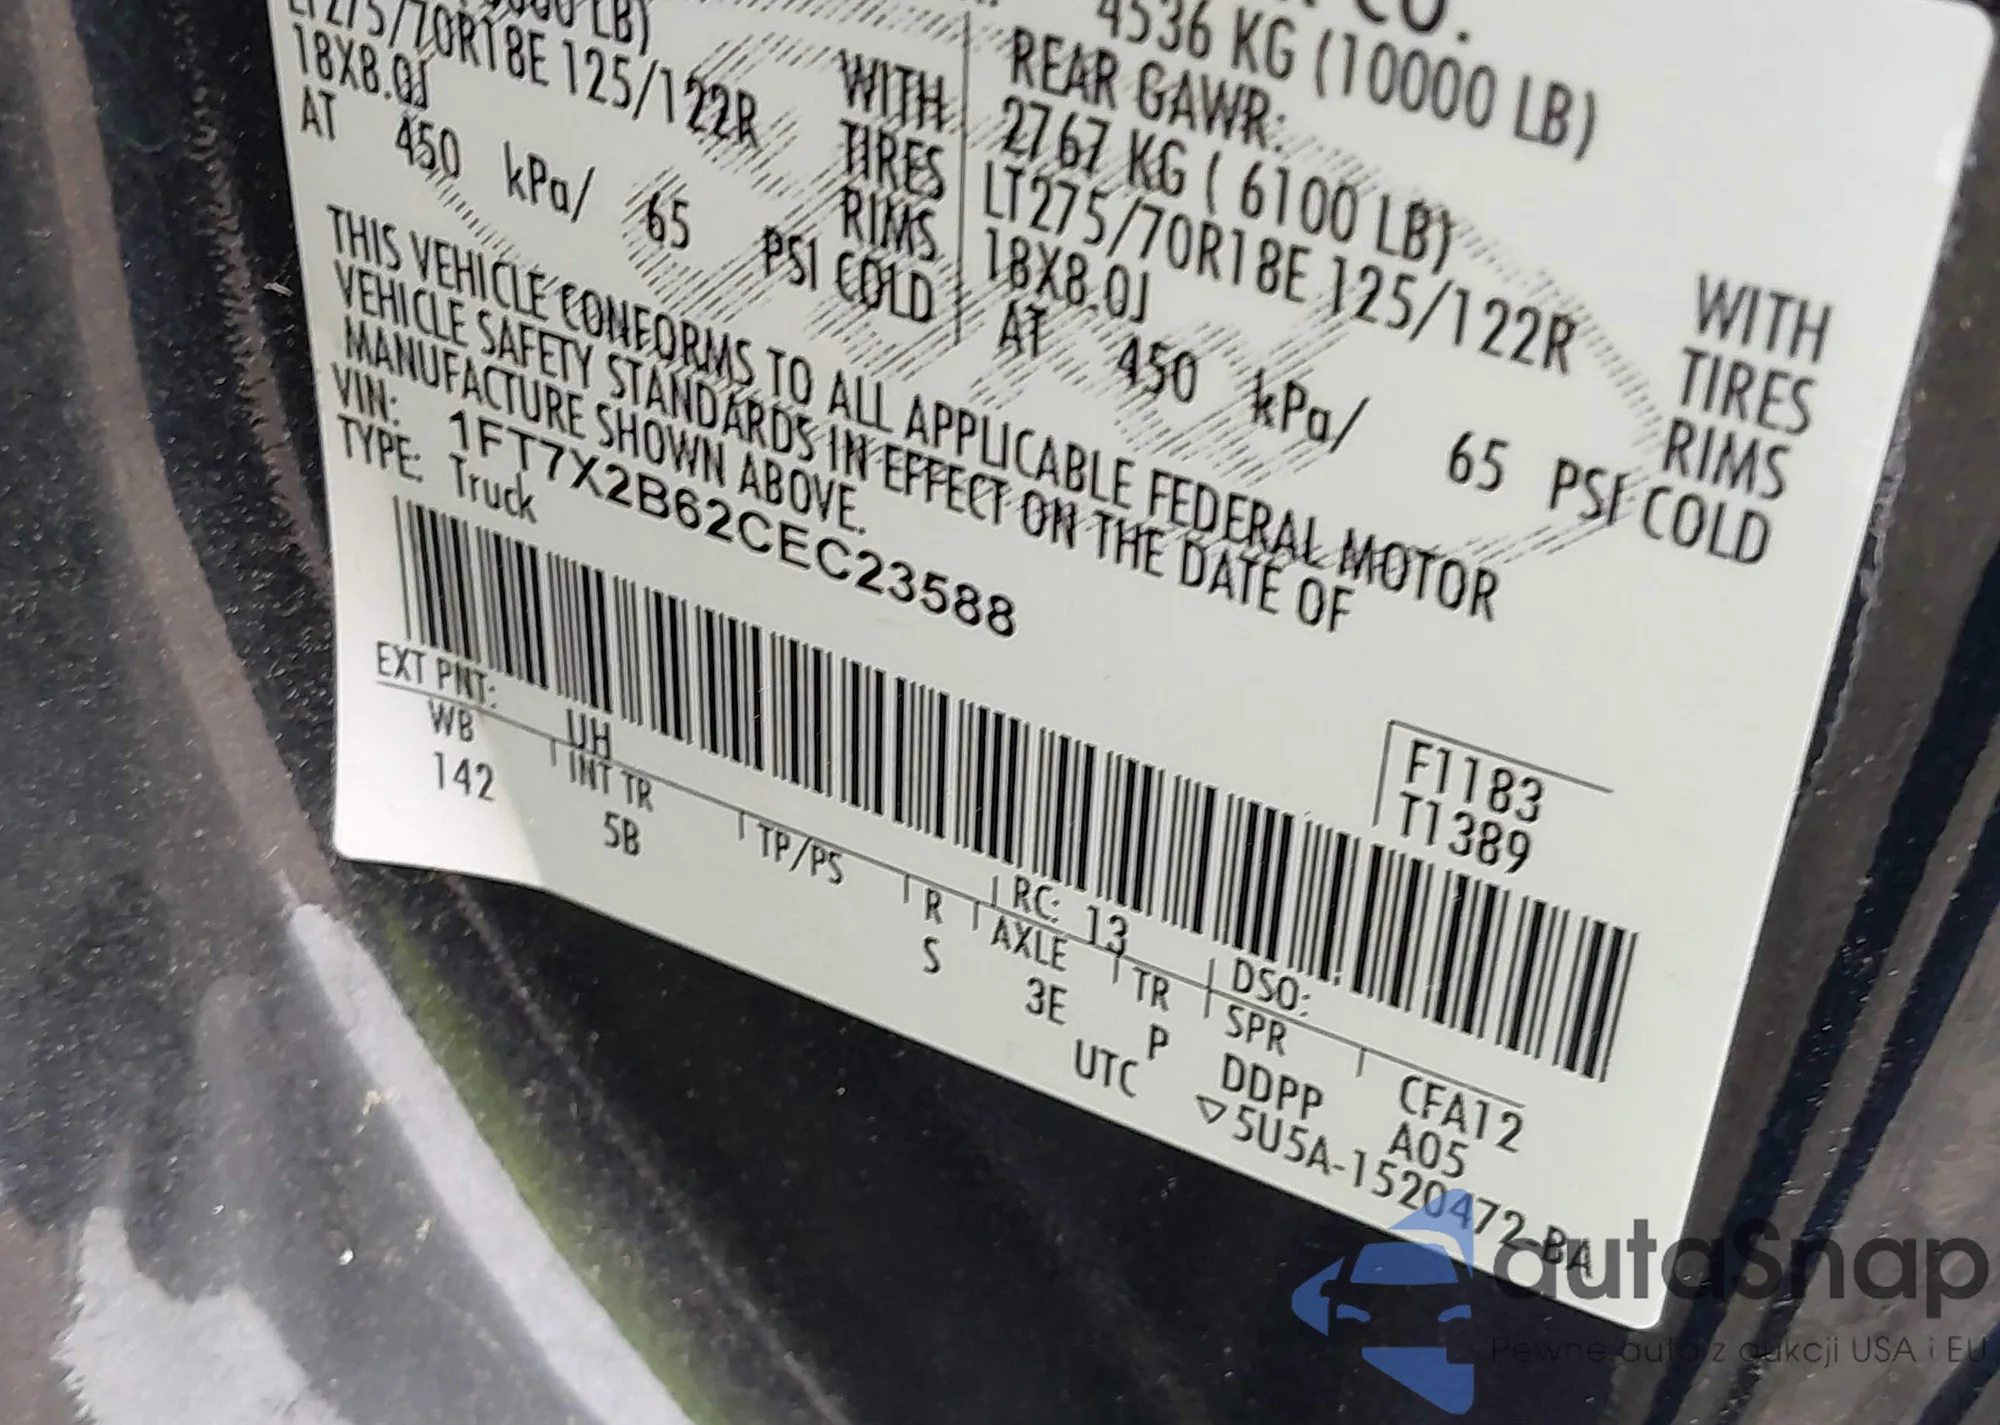 CO.
4536 KG (10000 LB)
LB)
LT275/70R18E 125/122R WITH TIRES
18X8.0J RIMS
AT 450 kPa/ 65 PSI COLD
REAR GAWR:
2767 KG ( 6100 LB) WITH
LT275/70R18E 125/122R TIRES
18X8.0J RIMS
AT 450 kPa/ 65 PSI COLD
THIS VEHICLE CONFORMS TO ALL APPLICABLE FEDERAL MOTOR
VEHICLE SAFETY STANDARDS IN EFFECT ON THE DATE OF
MANUFACTURE SHOWN ABOVE.
VIN: 1FT7X2B62CEC23588
TYPE: Truck
F1183
T1389
EXT PNT: UH RC: 13 DSO:
WB INT TR TP/PS R AXLE TR SPR CFA12
142 5B S 3E P DDPP A05
UTC ▽5U5A-1520472-BA
autaSnap
Pewne auta z aukcji USA i EU